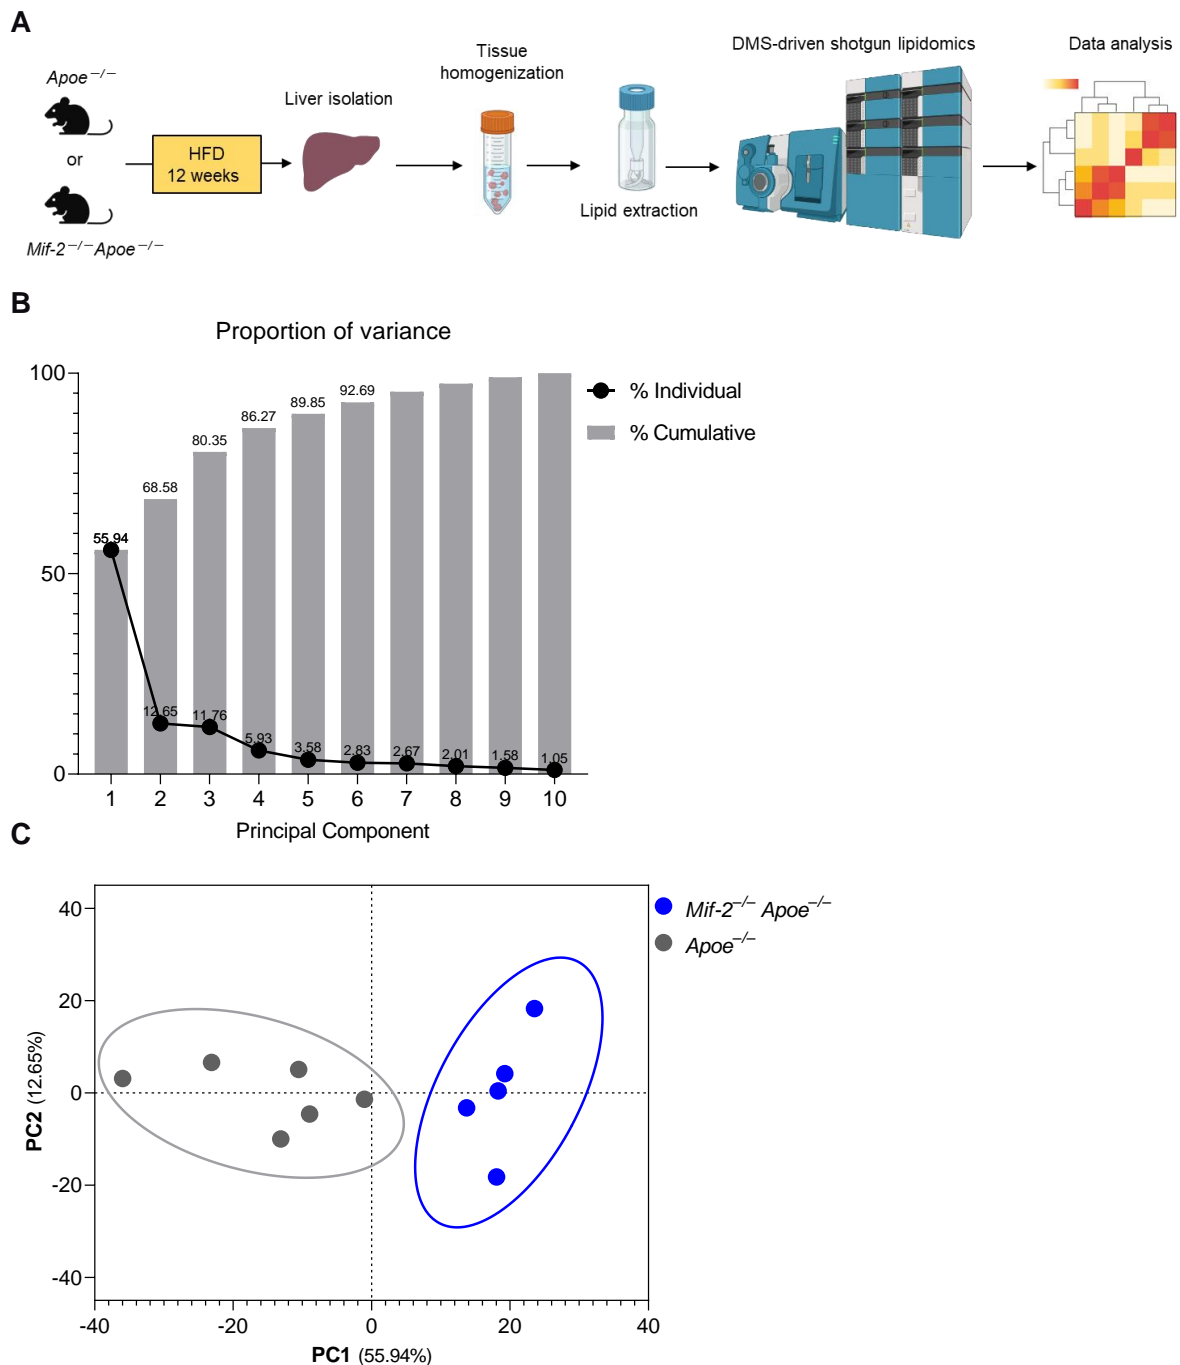 A
Apoe−/−
or
Mif-2−/−Apoe−/−
HFD
12 weeks
Liver isolation
Tissue
homogenization
Lipid extraction
DMS-driven shotgun lipidomics
Data analysis
B
Proportion of variance
100
50
0
55.94
68.58
80.35
86.27
89.85
92.69
55.94
12.65
11.76
5.93
3.58
2.83
2.67
2.01
1.58
1.05
1 2 3 4 5 6 7 8 9 10
Principal Component
% Individual
% Cumulative
C
40
20
0
-20
-40
PC2 (12.65%)
-40 -20 0 20 40
PC1 (55.94%)
Mif-2−/− Apoe−/−
Apoe−/−